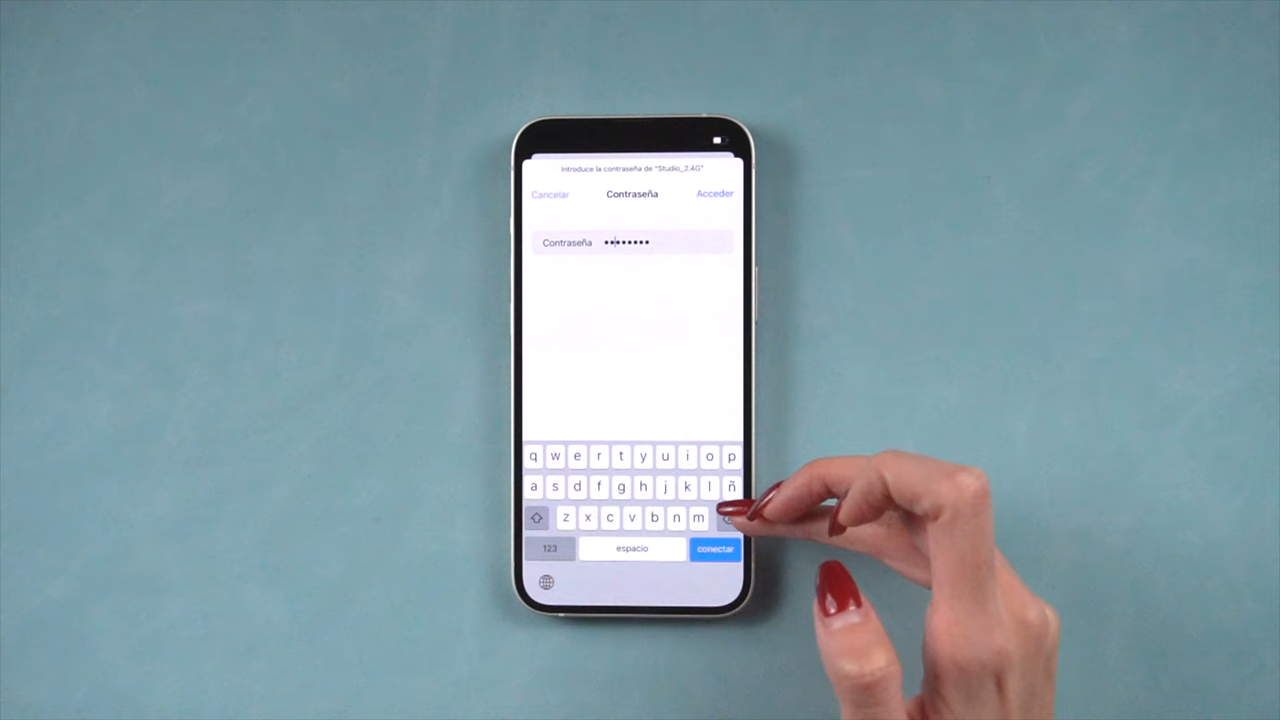 Introduce la contraseña de "Studio_2.4G"
Cancelar Contraseña Acceder
Contraseña ••••••••
q w e r t y u i o p
a s d f g h j k l ñ
z x c v b n m
123 espacio conectar